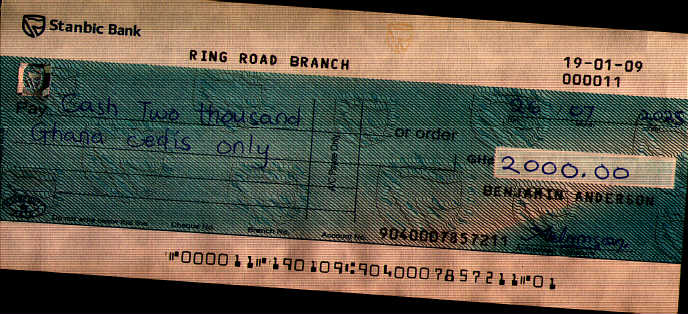 Stanbic Bank
RING ROAD BRANCH
19-01-09
000011
26 07 2025
Pay Cash Two thousand
or order
Ghana cedis only
A/C Payee Only
GH¢ 2000.00
BENJAMIN ANDERSON
Do not write below this line
Cheque No.
Branch No.
Account No.
9040007857211
⑈000011⑈190109⑆9040007857211⑈01